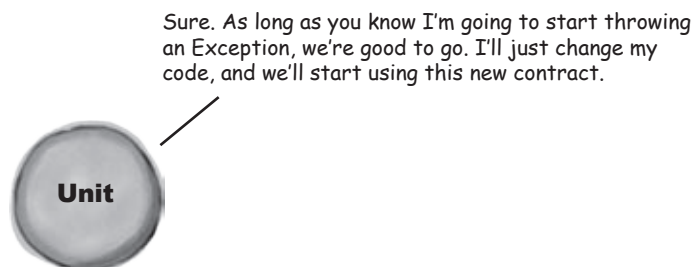 Sure. As long as you know I'm going to start throwing
an Exception, we're good to go. I'll just change my
code, and we'll start using this new contract.
Unit